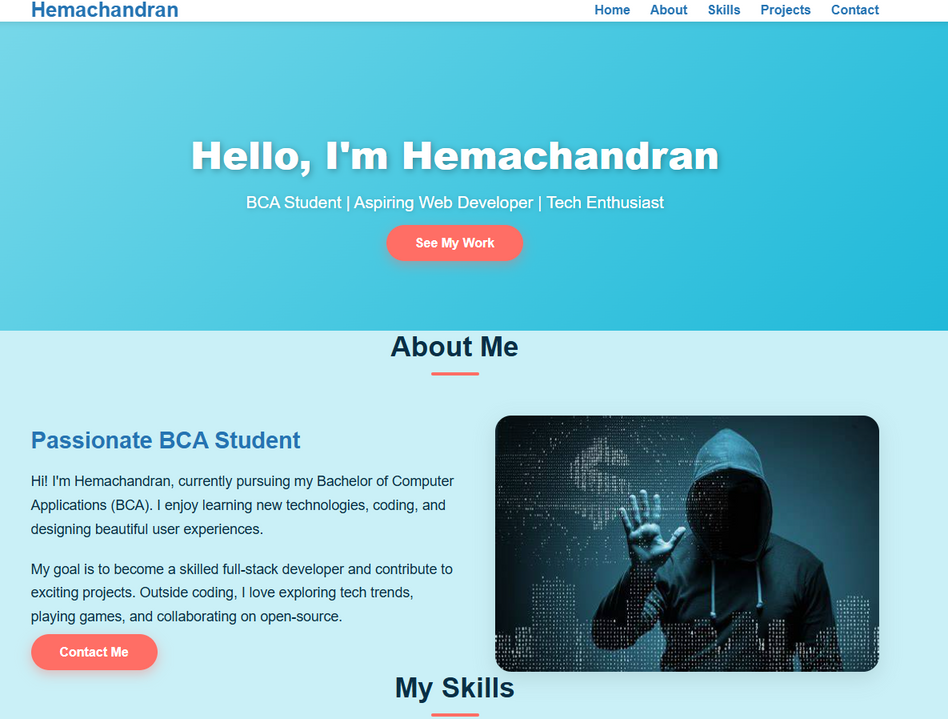 Hemachandran
Home About Skills Projects Contact
Hello, I'm Hemachandran
BCA Student | Aspiring Web Developer | Tech Enthusiast
See My Work
About Me
Passionate BCA Student
Hi! I'm Hemachandran, currently pursuing my Bachelor of Computer
Applications (BCA). I enjoy learning new technologies, coding, and
designing beautiful user experiences.
My goal is to become a skilled full-stack developer and contribute to
exciting projects. Outside coding, I love exploring tech trends,
playing games, and collaborating on open-source.
Contact Me
My Skills